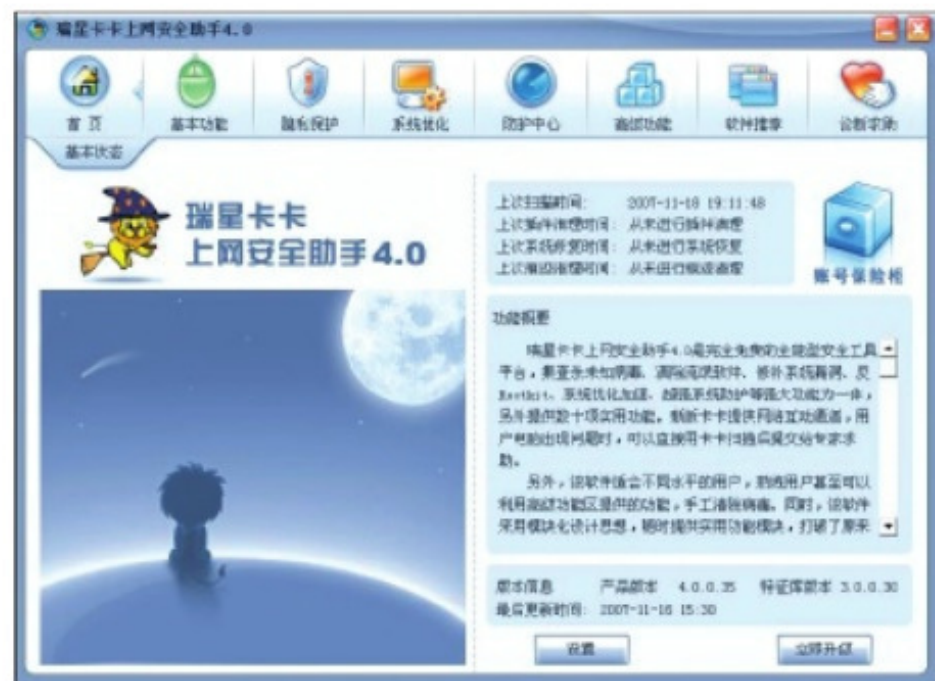 瑞星卡卡上网安全助手4.0
首 页
基本功能
隐私保护
系统优化
防护中心
高级功能
软件推荐
诊断求助
基本状态
瑞星卡卡
上网安全助手4.0
上次扫描时间: 2007-11-18 19:11:48
上次插件清理时间: 从未进行插件清理
上次系统修复时间: 从未进行系统恢复
上次痕迹清理时间: 从未进行痕迹清理
账号保险柜
功能概要
瑞星卡卡上网安全助手4.0是完全免费的全能型安全工具
平台,集查杀未知病毒、清除流氓软件、修补系统漏洞、反
Rootkit、系统优化加速、超强系统防护等强大功能为一体,
另外提供数十项实用功能。新版卡卡提供网络互动通道,用
户电脑出现问题时,可以直接用卡卡扫描后提交给专家求
助。
另外,该软件适合不同水平的用户,熟练用户甚至可以
利用高级功能区提供的功能,手工清除病毒。同时,该软件
采用模块化设计思想,随时提供实用功能模块,打破了原来
版本信息 产品版本 4.0.0.35 特征库版本 3.0.0.30
最后更新时间: 2007-11-16 15:30
设置
立即升级